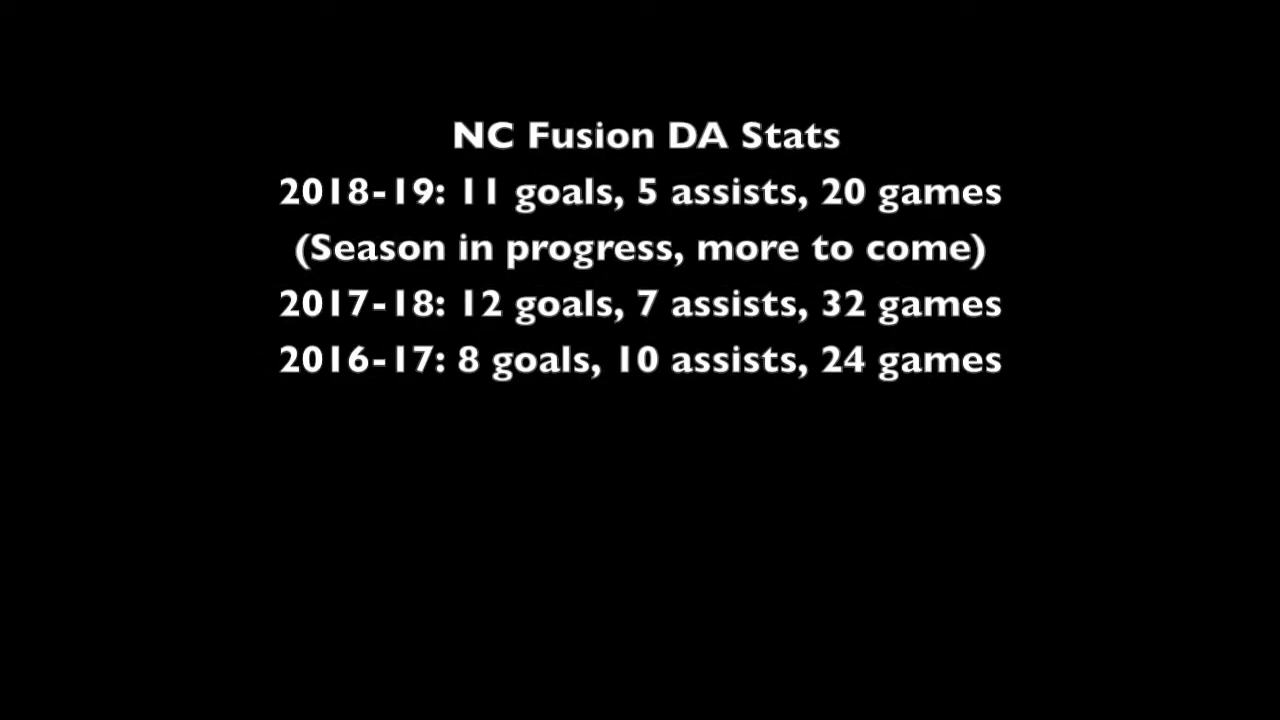 NC Fusion DA Stats
2018-19: 11 goals, 5 assists, 20 games
(Season in progress, more to come)
2017-18: 12 goals, 7 assists, 32 games
2016-17: 8 goals, 10 assists, 24 games